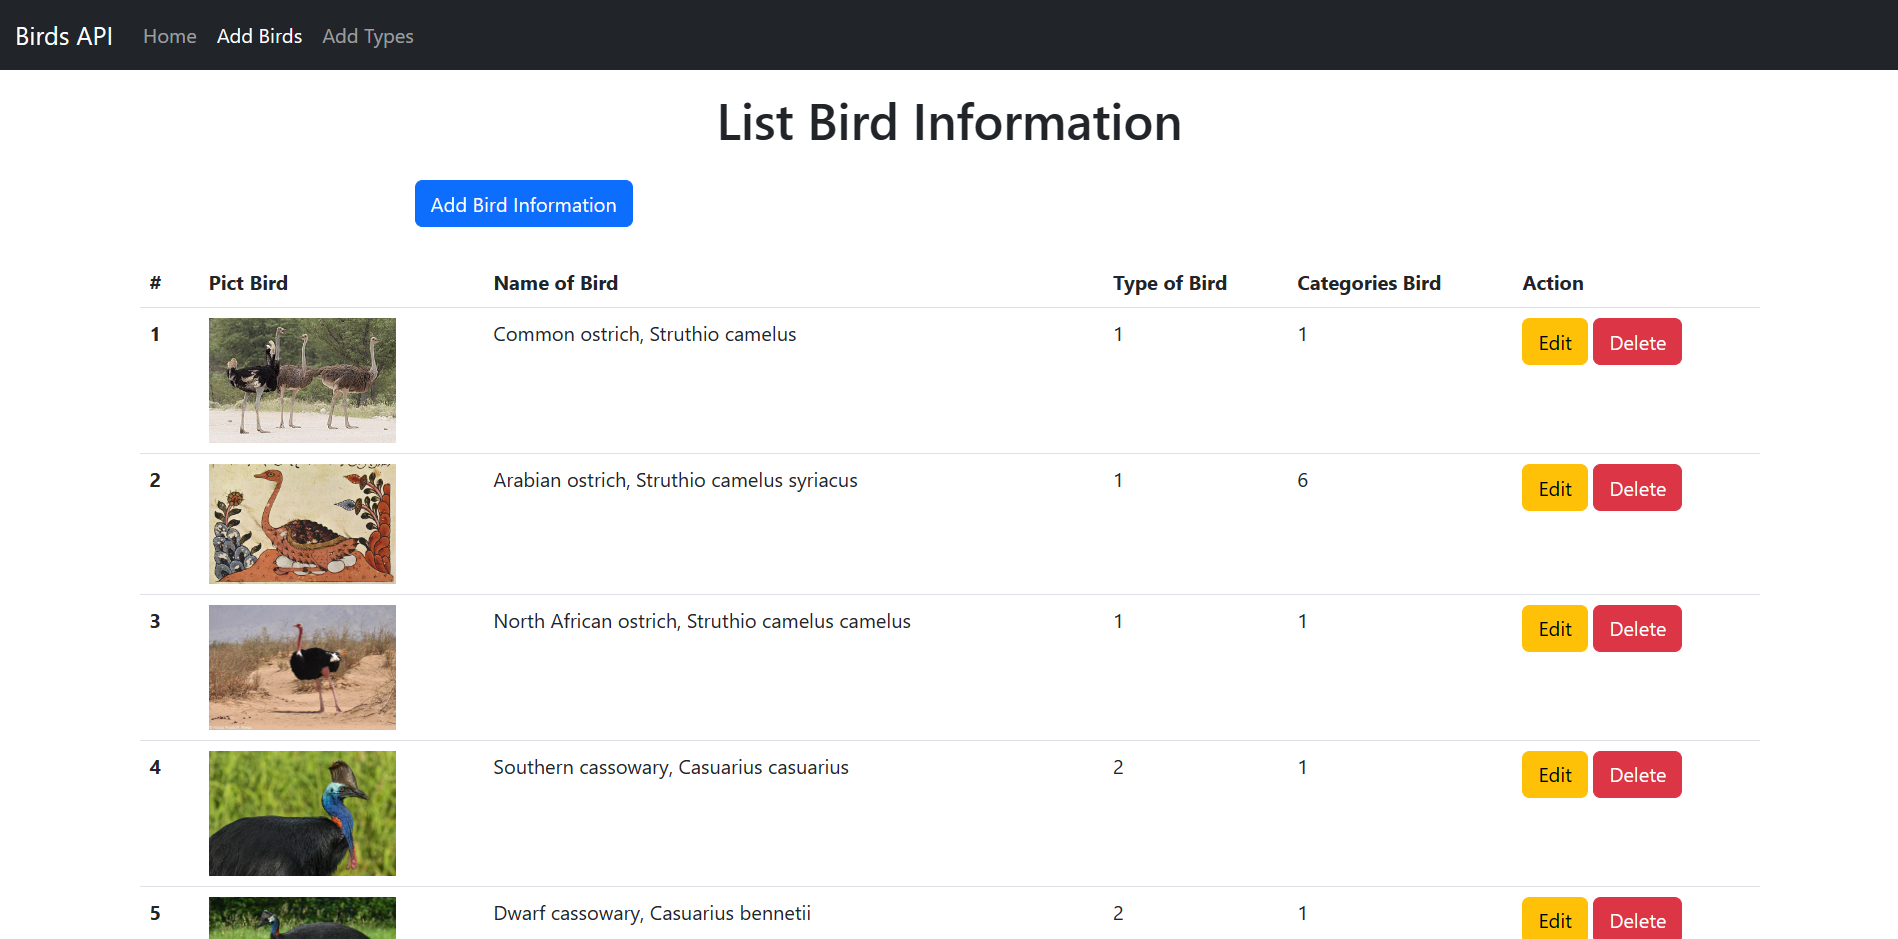 Birds API Home Add Birds Add Types
List Bird Information
Add Bird Information
# Pict Bird Name of Bird Type of Bird Categories Bird Action
1 Common ostrich, Struthio camelus 1 1 Edit Delete
2 Arabian ostrich, Struthio camelus syriacus 1 6 Edit Delete
3 North African ostrich, Struthio camelus camelus 1 1 Edit Delete
4 Southern cassowary, Casuarius casuarius 2 1 Edit Delete
5 Dwarf cassowary, Casuarius bennetii 2 1 Edit Delete